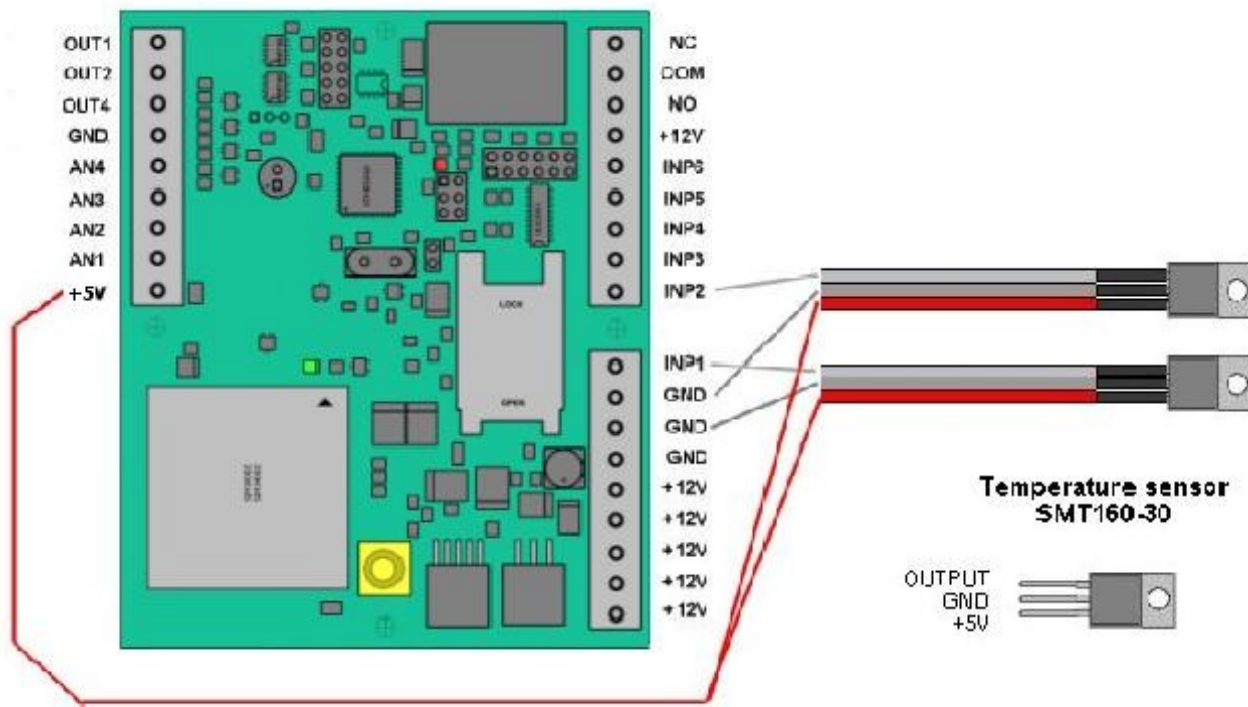 OUT1
OUT2
OUT4
GND
AN4
AN3
AN2
AN1
+5V
NC
COM
NO
+12V
INP6
INP5
INP4
INP3
INP2
INP1
GND
GND
GND
+12V
+12V
+12V
+12V
+12V
LOCK
OPEN
Temperature sensor
SMT160-30
OUTPUT
GND
+5V